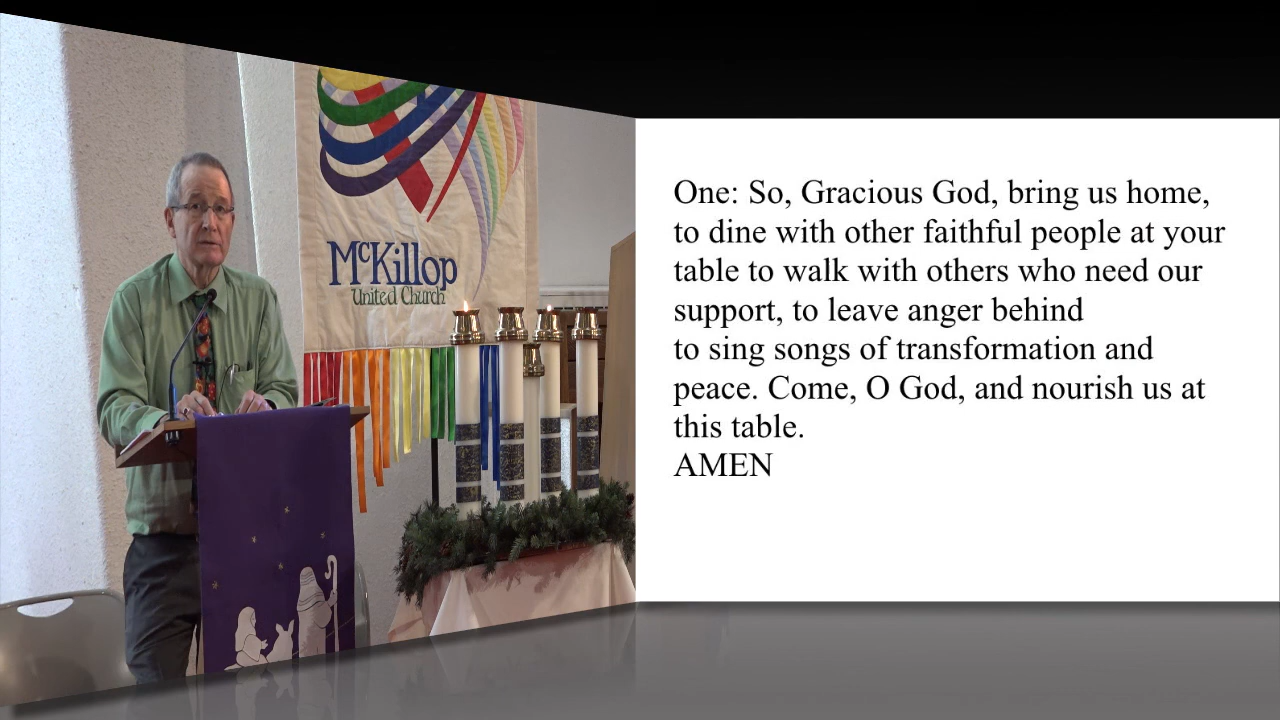 McKillop
United Church
One: So, Gracious God, bring us home,
to dine with other faithful people at your
table to walk with others who need our
support, to leave anger behind
to sing songs of transformation and
peace. Come, O God, and nourish us at
this table.
AMEN